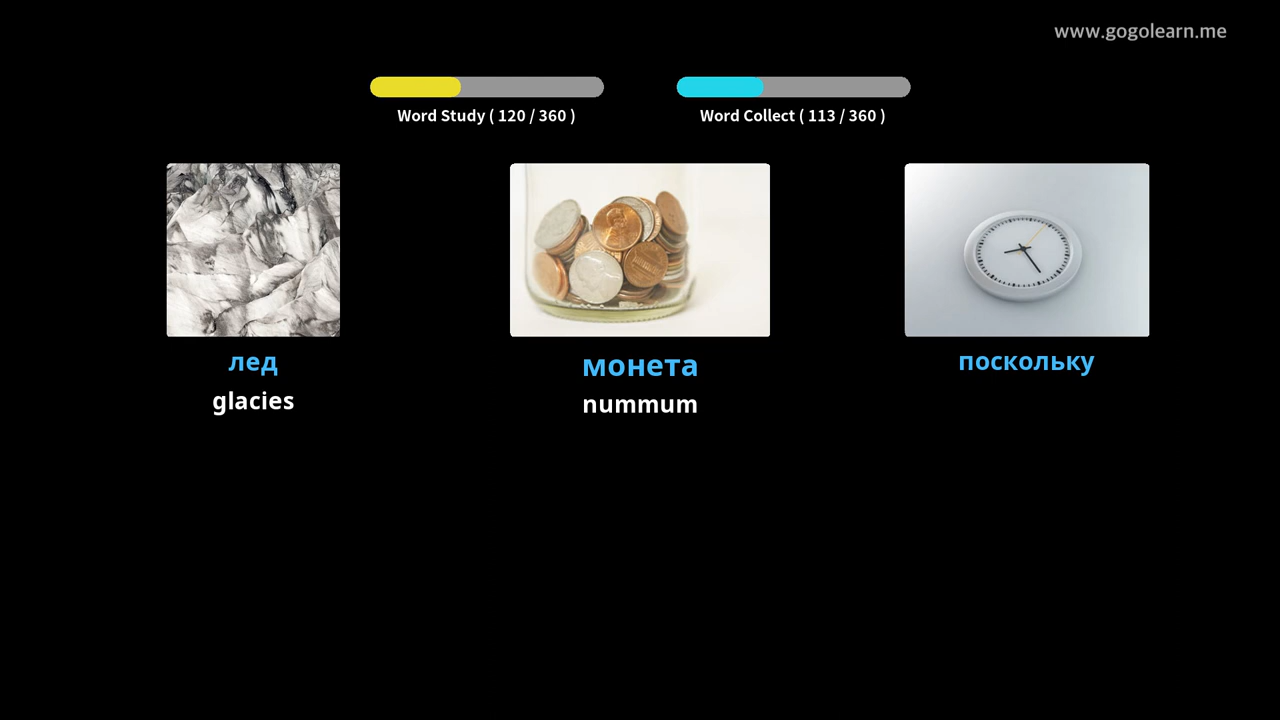 www.gogolearn.me
Word Study ( 120 / 360 )
Word Collect ( 113 / 360 )
лед
glacies
монета
nummum
поскольку